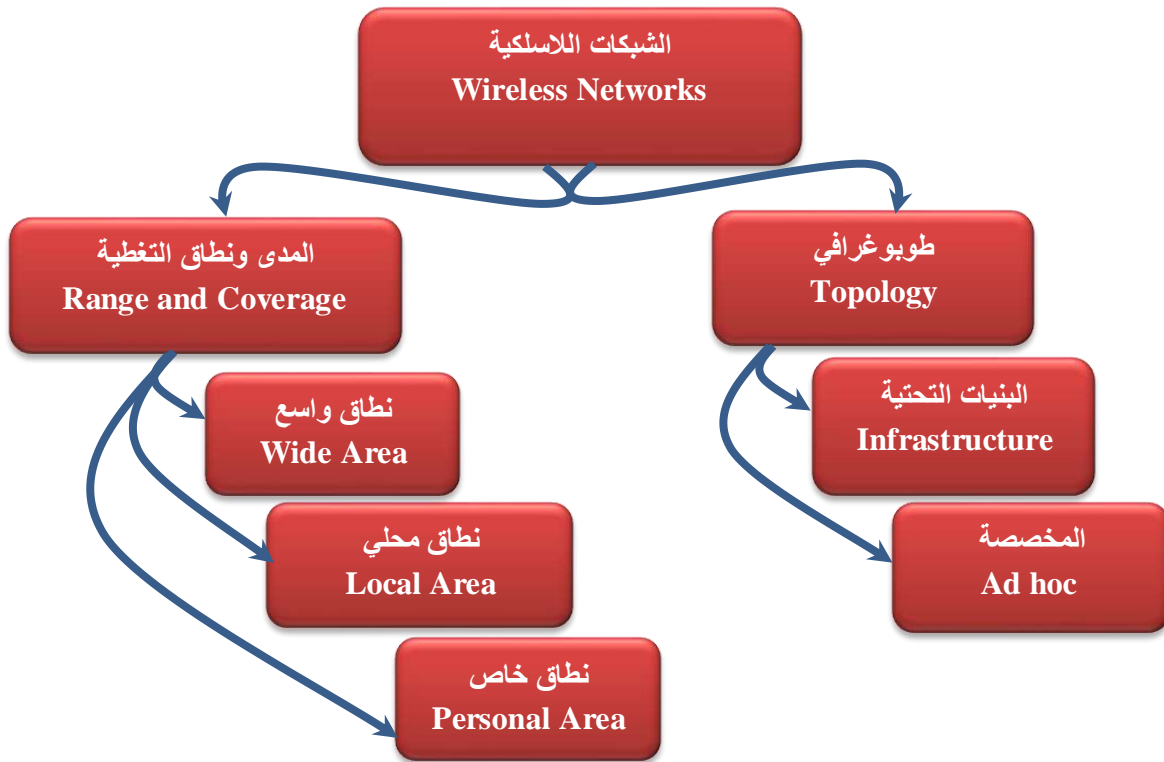 الشبكات اللاسلكية
Wireless Networks
المدى ونطاق التغطية
Range and Coverage
طوبوغرافي
Topology
نطاق واسع
Wide Area
نطاق محلي
Local Area
نطاق خاص
Personal Area
البنيات التحتية
Infrastructure
المخصصة
Ad hoc